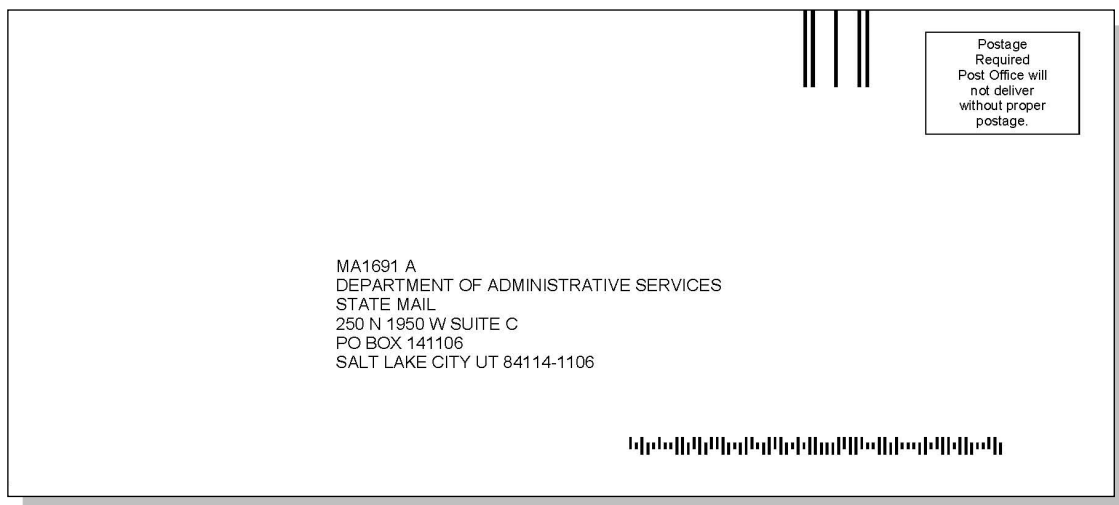 Postage
Required
Post Office will
not deliver
without proper
postage.
MA1691 A
DEPARTMENT OF ADMINISTRATIVE SERVICES
STATE MAIL
250 N 1950 W SUITE C
PO BOX 141106
SALT LAKE CITY UT 84114-1106